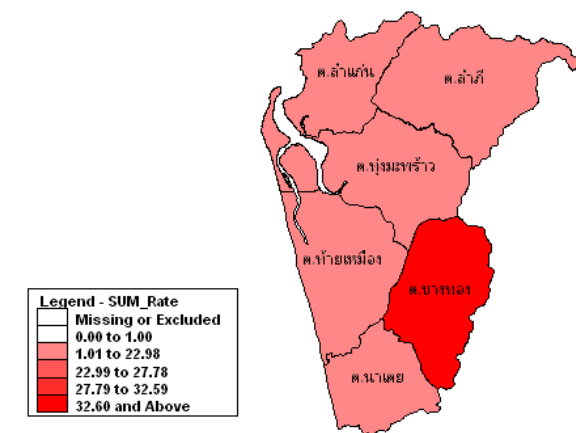 ต.ลำแก่น
ต.ลำภี
ต.ทุ่งมะพร้าว
ต.ท้ายเหมือง
ต.บางทอง
ต.นาเตย
Legend - SUM_Rate
Missing or Excluded
0.00 to 1.00
1.01 to 22.98
22.99 to 27.78
27.79 to 32.59
32.60 and Above